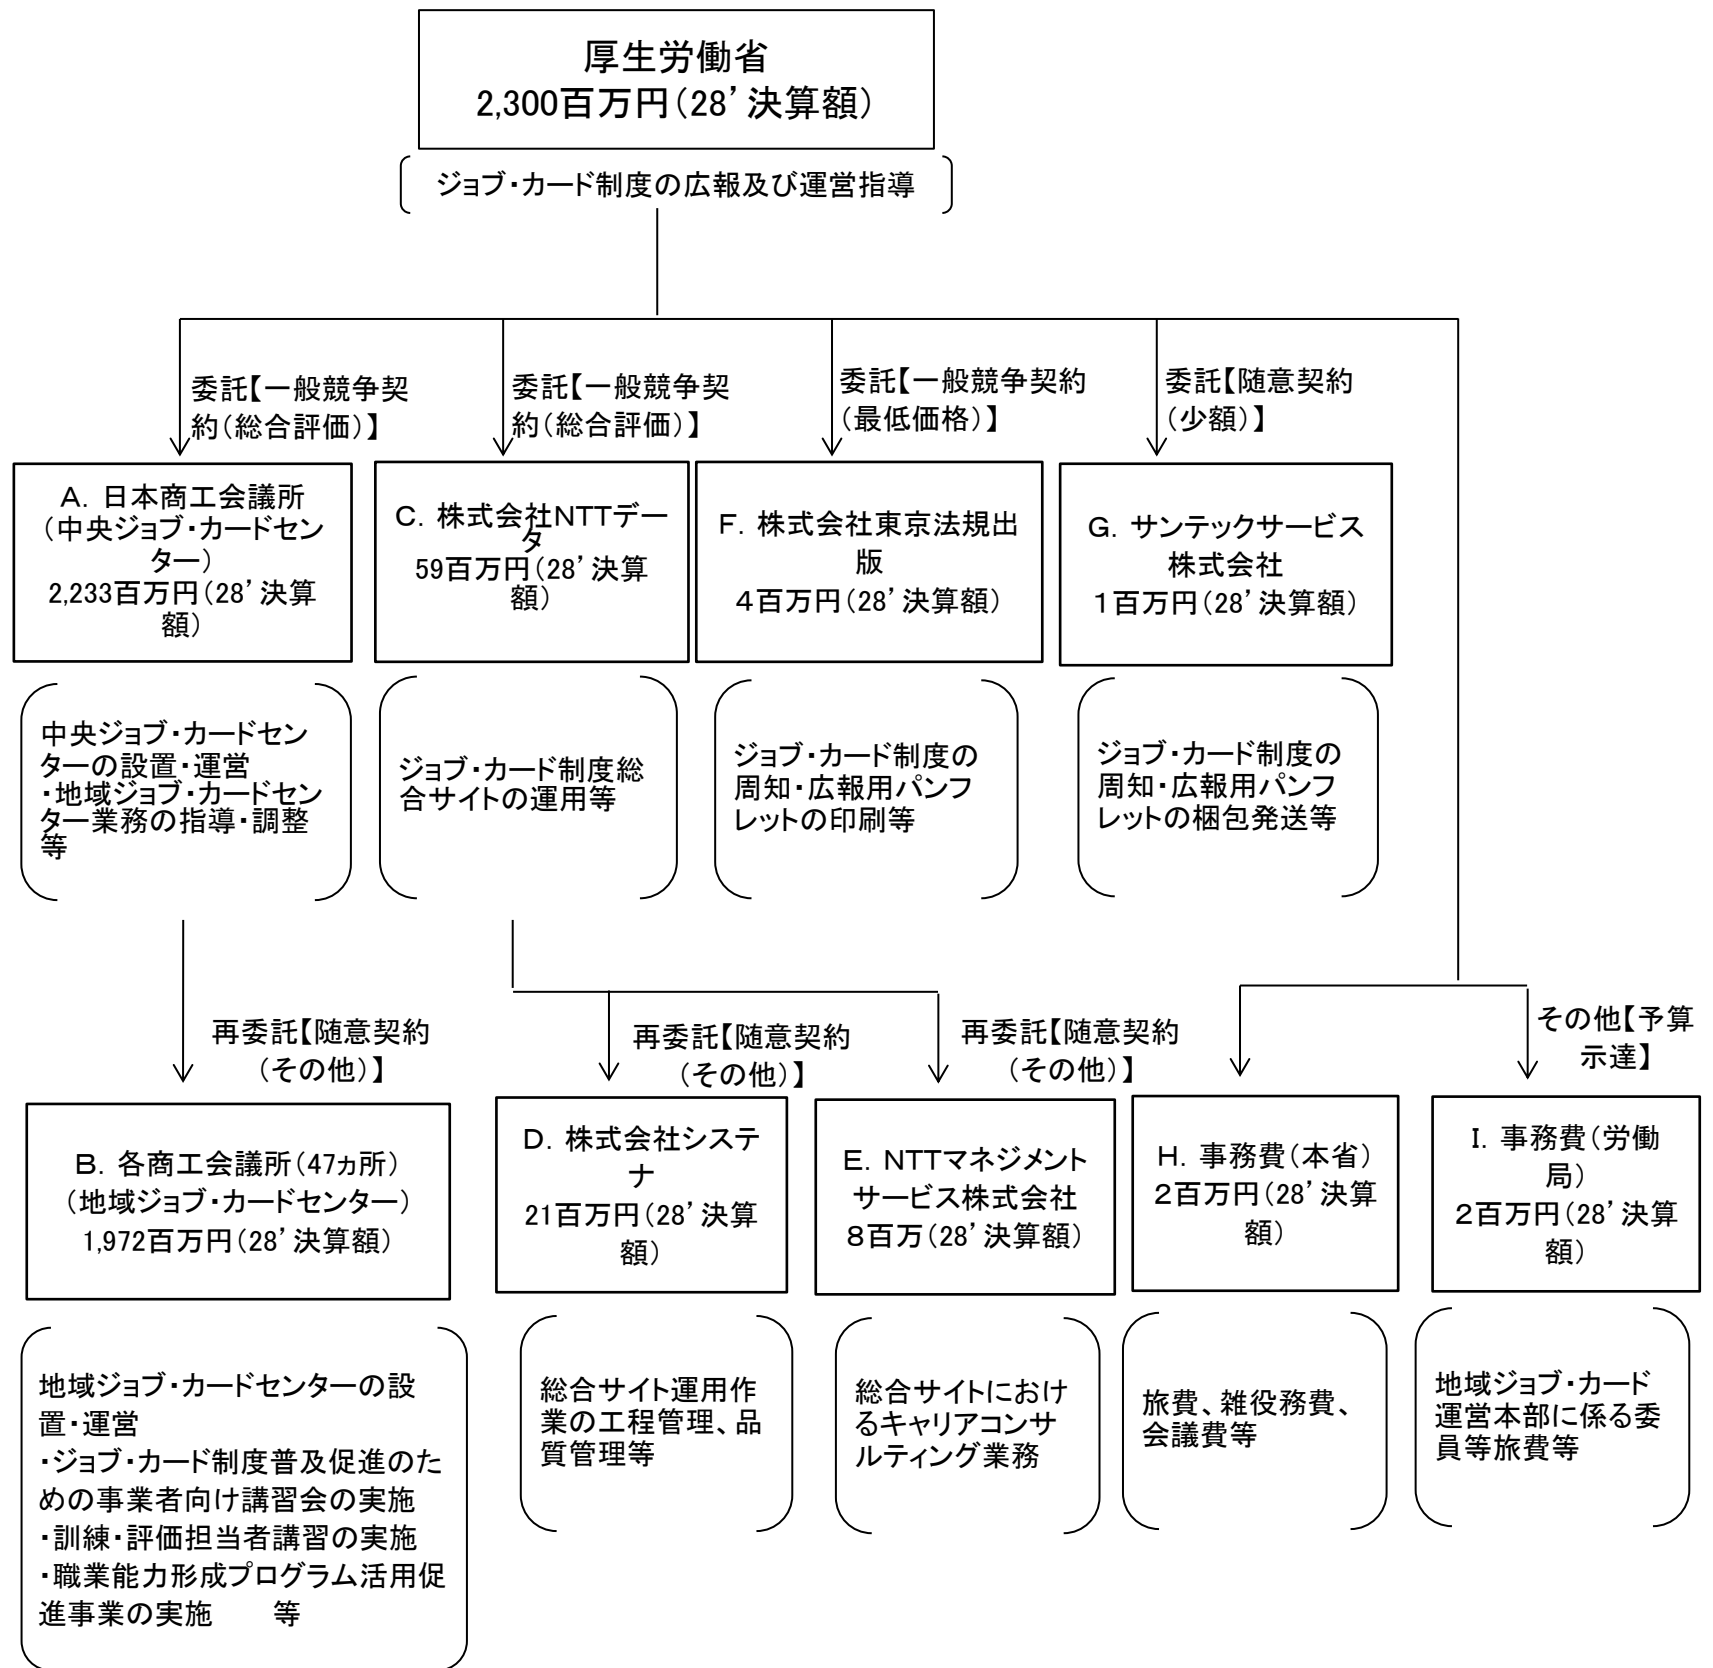 厚生労働省
2,300百万円(28’決算額)
ジョブ・カード制度の広報及び運営指導
委託【一般競争契
約(総合評価)】
委託【一般競争契
約(総合評価)】
委託【一般競争契約
(最低価格)】
委託【随意契約
(少額)】
A. 日本商工会議所
(中央ジョブ・カードセン
ター)
2,233百万円(28’決算
額)
C. 株式会社NTTデー
タ
59百万円(28’決算
額)
F. 株式会社東京法規出
版
4百万円(28’決算額)
G. サンテックサービス
株式会社
1百万円(28’決算額)
中央ジョブ・カードセン
ターの設置・運営
・地域ジョブ・カードセン
ター業務の指導・調整
等
ジョブ・カード制度総
合サイトの運用等
ジョブ・カード制度の
周知・広報用パンフ
レットの印刷等
ジョブ・カード制度の
周知・広報用パンフ
レットの梱包発送等
再委託【随意契約
(その他)】
再委託【随意契約
(その他)】
再委託【随意契約
(その他)】
その他【予算
示達】
B. 各商工会議所(47ヵ所)
(地域ジョブ・カードセンター)
1,972百万円(28’決算額)
D. 株式会社システ
ナ
21百万円(28’決算
額)
E. NTTマネジメント
サービス株式会社
8百万(28’決算額)
H. 事務費(本省)
2百万円(28’決算
額)
I. 事務費(労働
局)
2百万円(28’決算
額)
地域ジョブ・カードセンターの設
置・運営
・ジョブ・カード制度普及促進のた
めの事業者向け講習会の実施
・訓練・評価担当者講習の実施
・職業能力形成プログラム活用促
進事業の実施　　等
総合サイト運用作
業の工程管理、品
質管理等
総合サイトにおけ
るキャリアコンサ
ルティング業務
旅費、雑役務費、
会議費等
地域ジョブ・カード
運営本部に係る委
員等旅費等